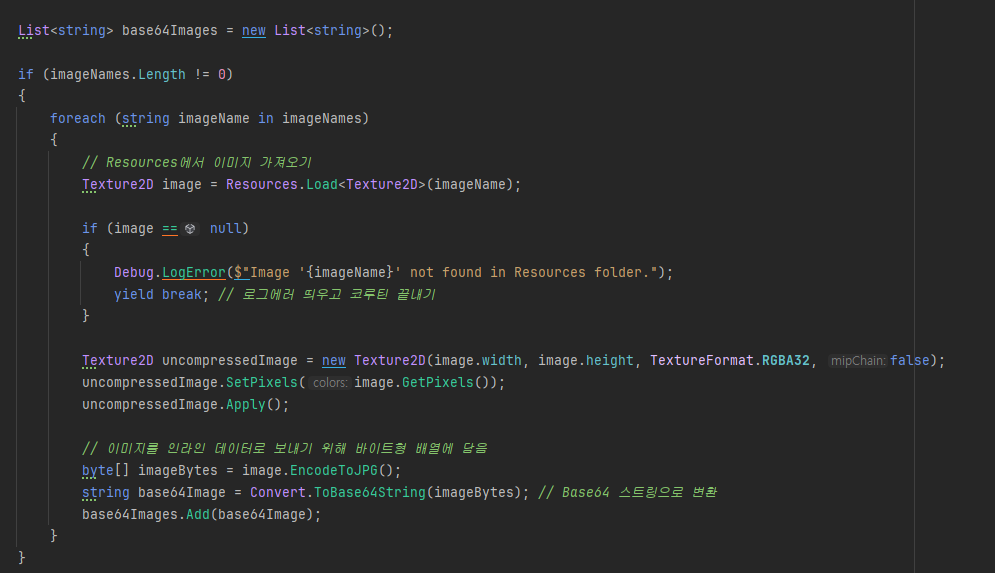 List<string> base64Images = new List<string>();
if (imageNames.Length != 0)
{
foreach (string imageName in imageNames)
{
// Resources에서 이미지 가져오기
Texture2D image = Resources.Load<Texture2D>(imageName);
if (image == null)
{
Debug.LogError($"Image '{imageName}' not found in Resources folder.");
yield break; // 로그에러 띄우고 코루틴 끝내기
}
Texture2D uncompressedImage = new Texture2D(image.width, image.height, TextureFormat.RGBA32, mipChain: false);
uncompressedImage.SetPixels( colors: image.GetPixels());
uncompressedImage.Apply();
// 이미지를 인라인 데이터로 보내기 위해 바이트형 배열에 담음
byte[] imageBytes = image.EncodeToJPG();
string base64Image = Convert.ToBase64String(imageBytes); // Base64 스트링으로 변환
base64Images.Add(base64Image);
}
}